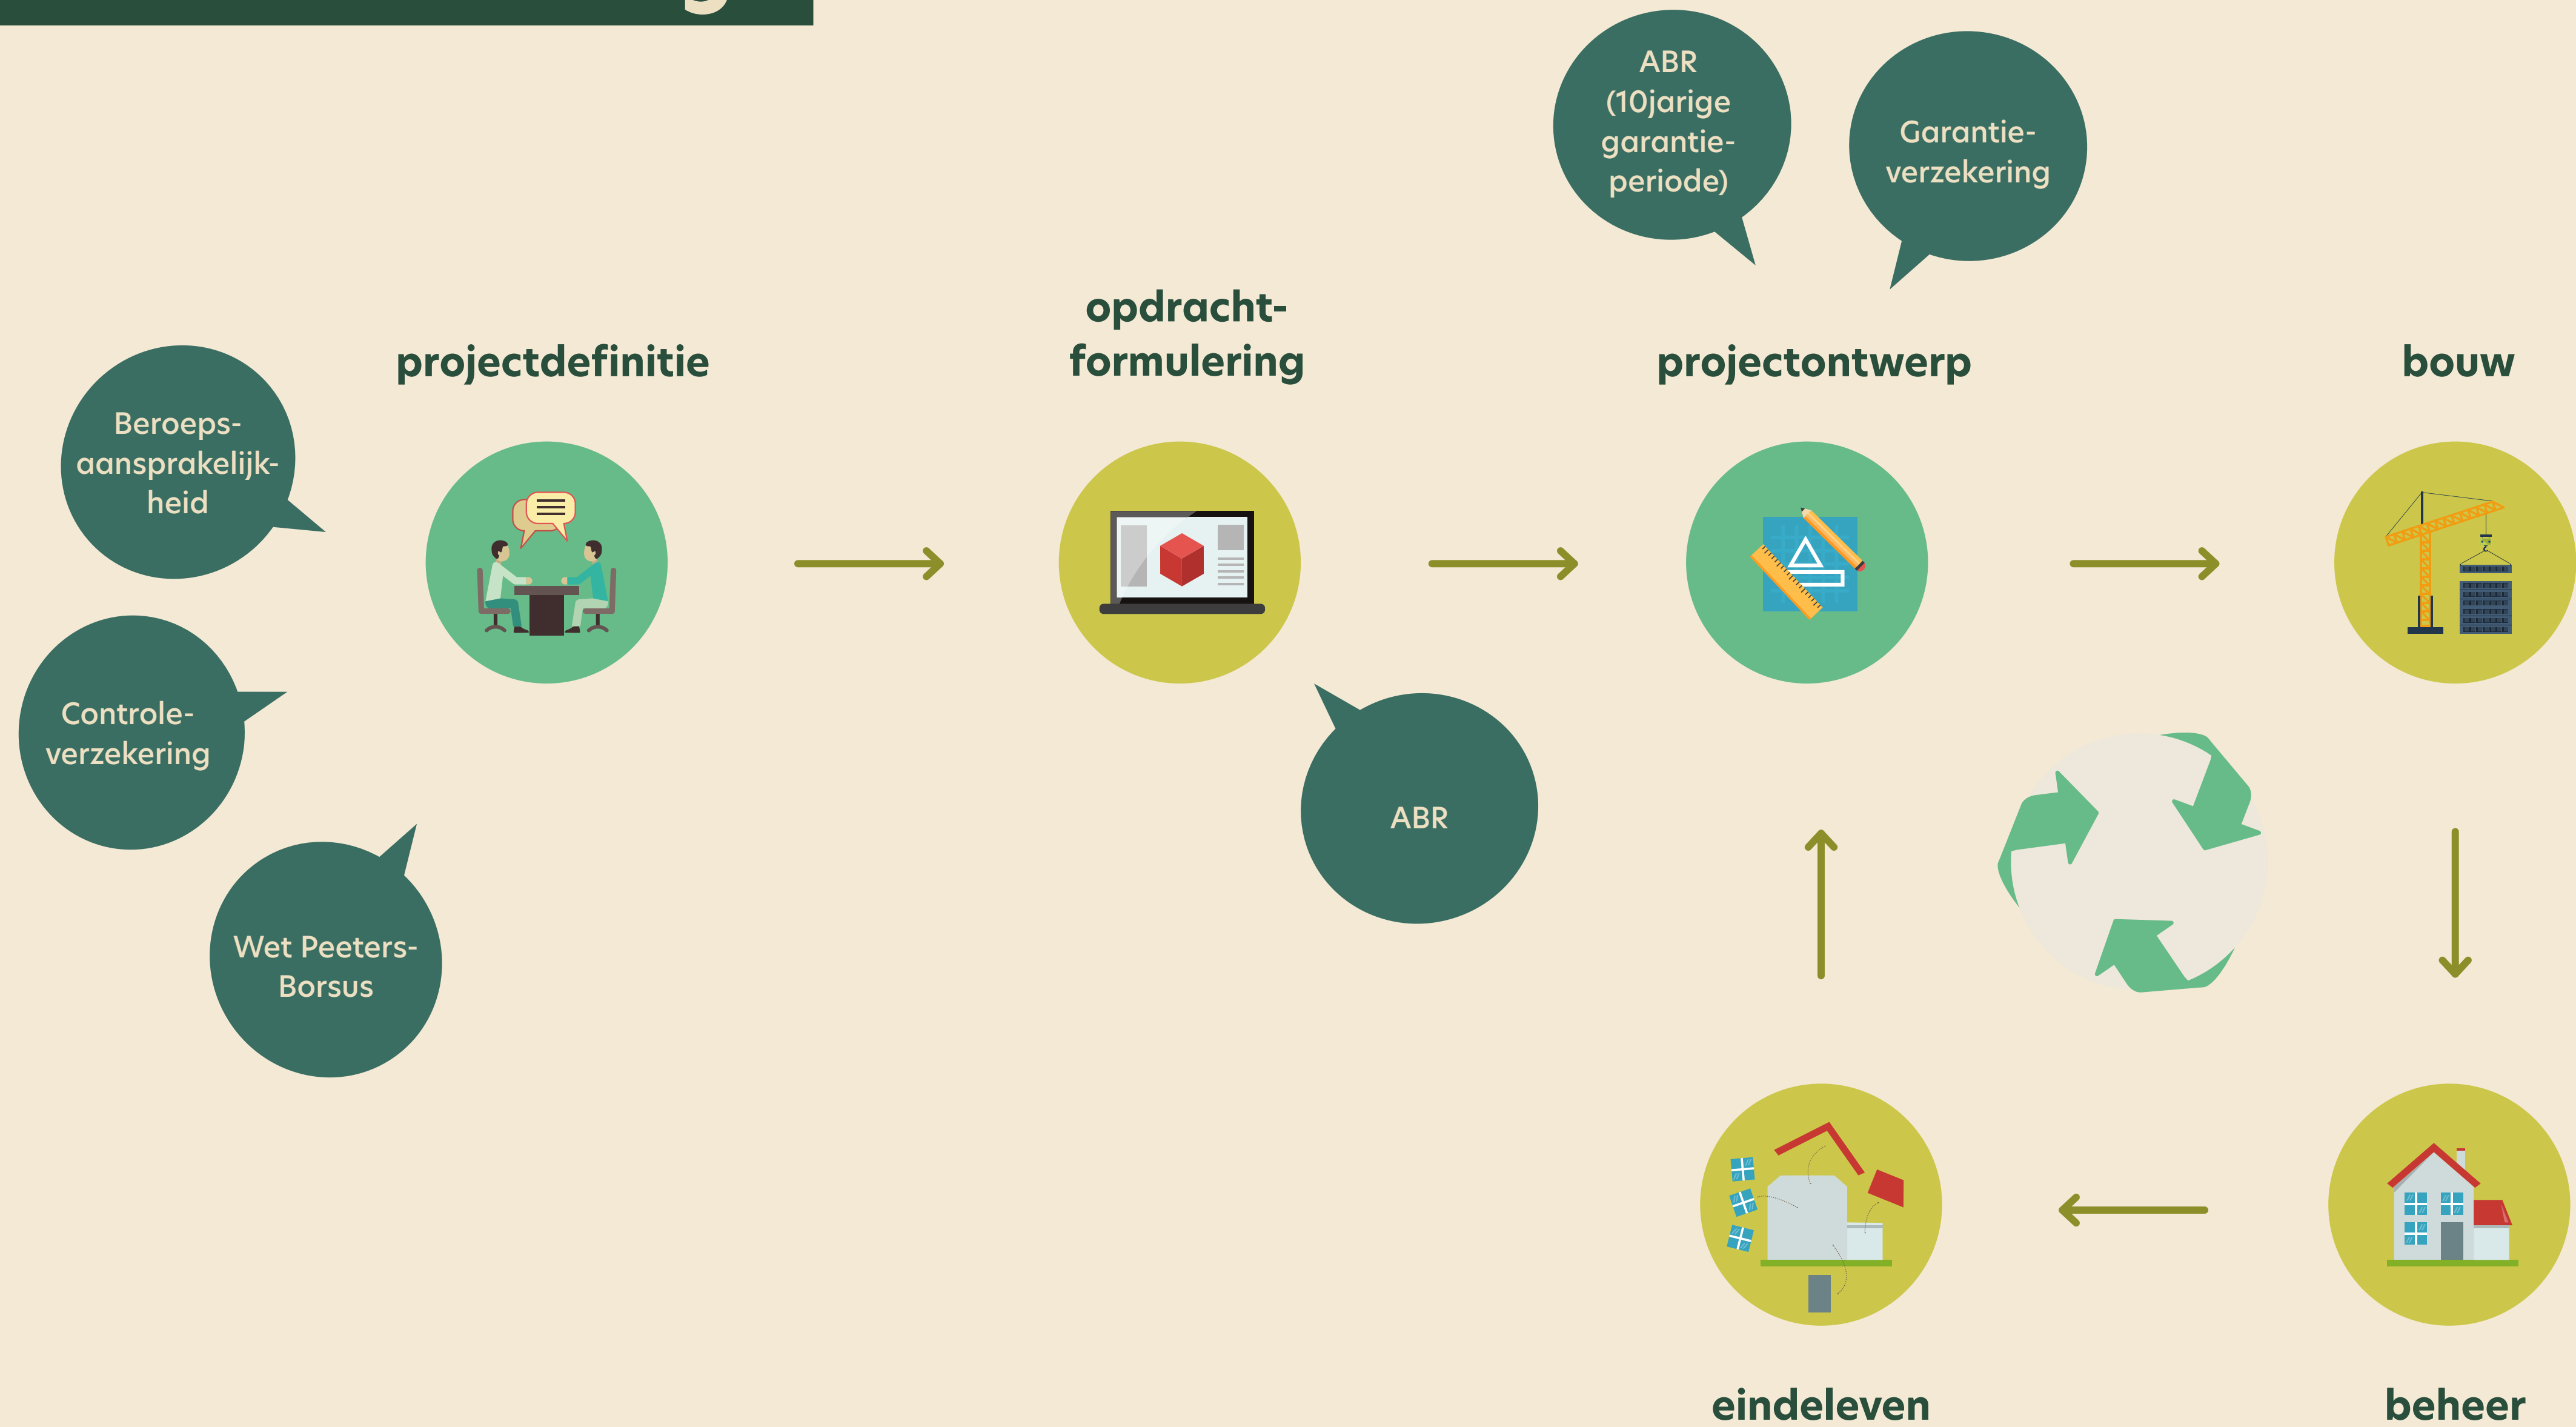 ABR
(10jarige
garantie-
periode)
Garantie-
verzekering
opdracht-
formulering
projectdefinitie
projectontwerp
bouw
Beroeps-
aansprakelijk-
heid
Controle-
verzekering
ABR
Wet Peeters-
Borsus
eindeleven
beheer